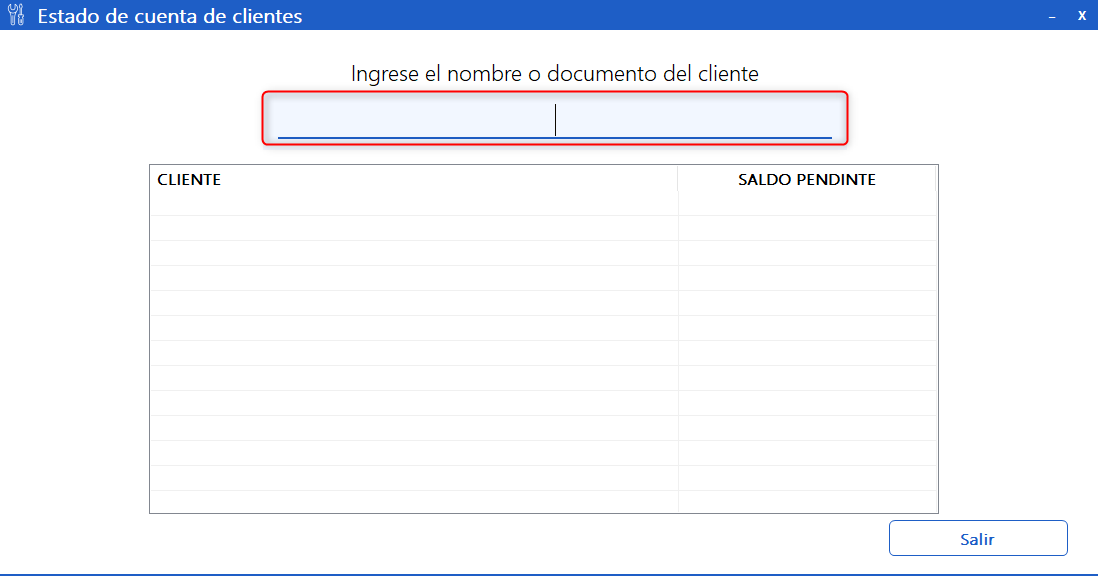 Estado de cuenta de clientes
Ingrese el nombre o documento del cliente
CLIENTE SALDO PENDINTE
Salir